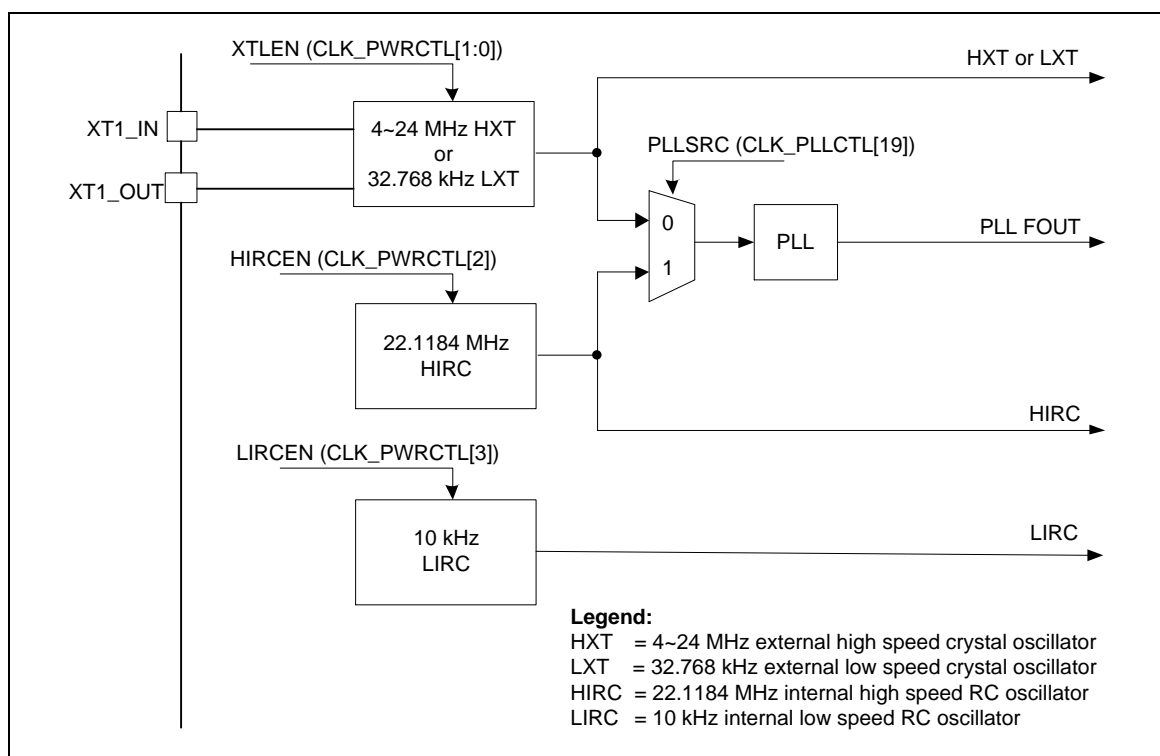 XTLEN (CLK_PWRCTL[1:0])
HXT or LXT
XT1_IN
4~24 MHz HXT
or
32.768 kHz LXT
PLLSRC (CLK_PLLCTL[19])
XT1_OUT
0
1
PLL
PLL FOUT
HIRCEN (CLK_PWRCTL[2])
22.1184 MHz
HIRC
HIRC
LIRCEN (CLK_PWRCTL[3])
10 kHz
LIRC
LIRC
Legend:
HXT = 4~24 MHz external high speed crystal oscillator
LXT = 32.768 kHz external low speed crystal oscillator
HIRC = 22.1184 MHz internal high speed RC oscillator
LIRC = 10 kHz internal low speed RC oscillator